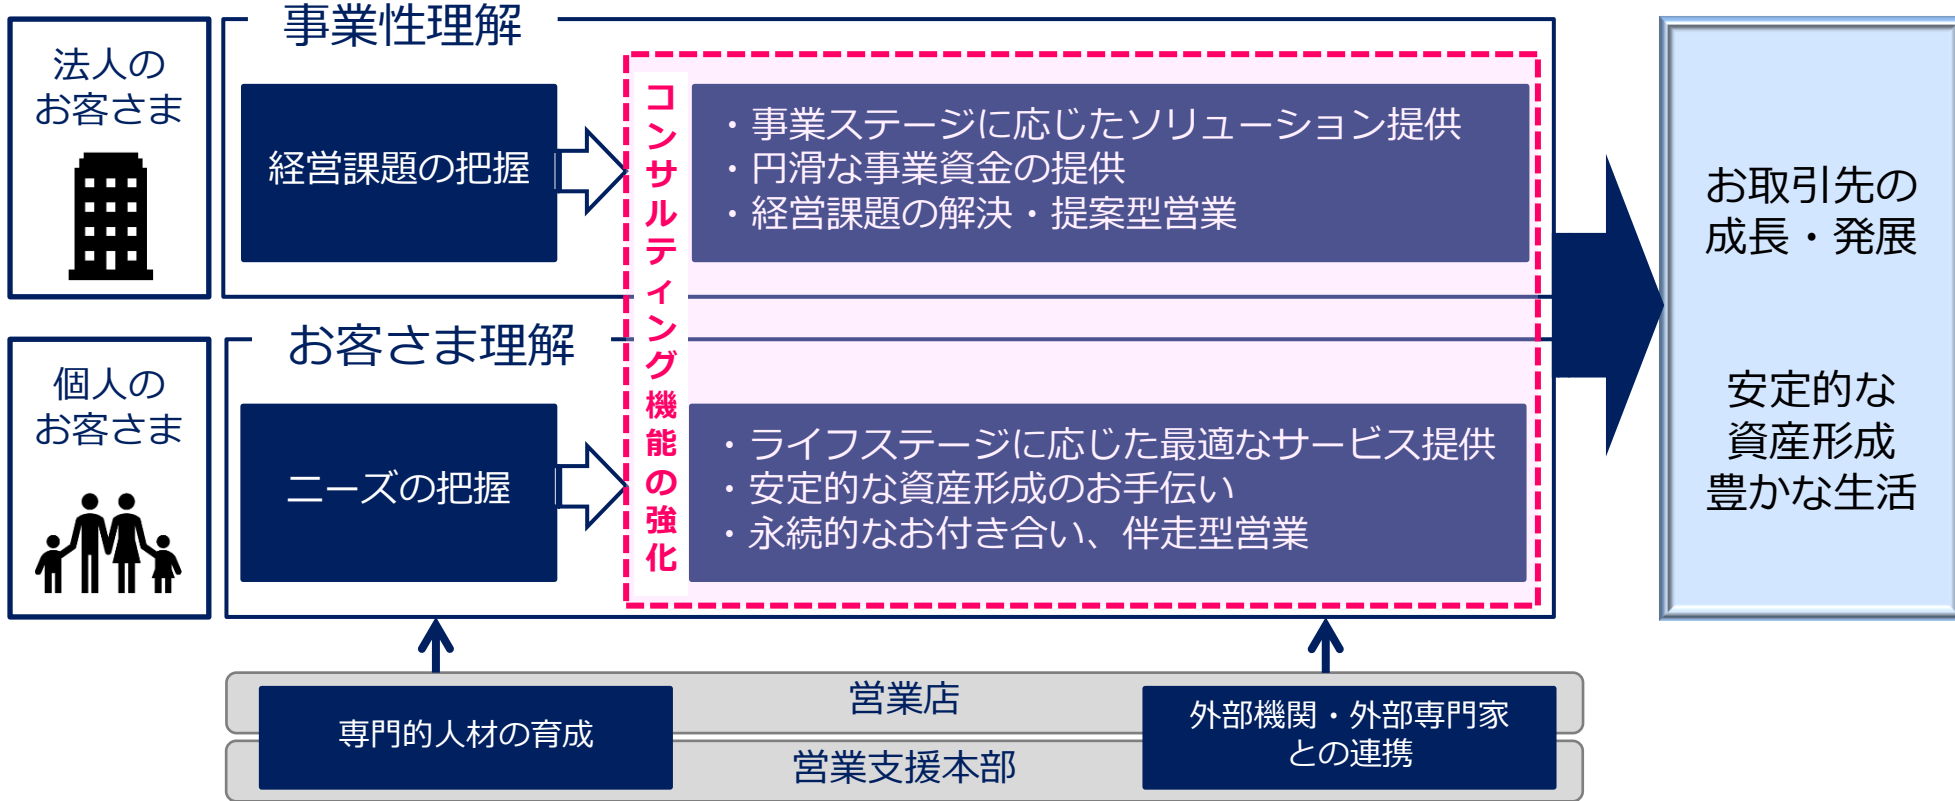 法人の
お客さま
事業性理解
経営課題の把握
コンサルティング機能の強化
・事業ステージに応じたソリューション提供
・円滑な事業資金の提供
・経営課題の解決・提案型営業
個人の
お客さま
お客さま理解
ニーズの把握
・ライフステージに応じた最適なサービス提供
・安定的な資産形成のお手伝い
・永続的なお付き合い、伴走型営業
お取引先の
成長・発展
安定的な
資産形成
豊かな生活
営業店
専門的人材の育成
外部機関・外部専門家
との連携
営業支援本部